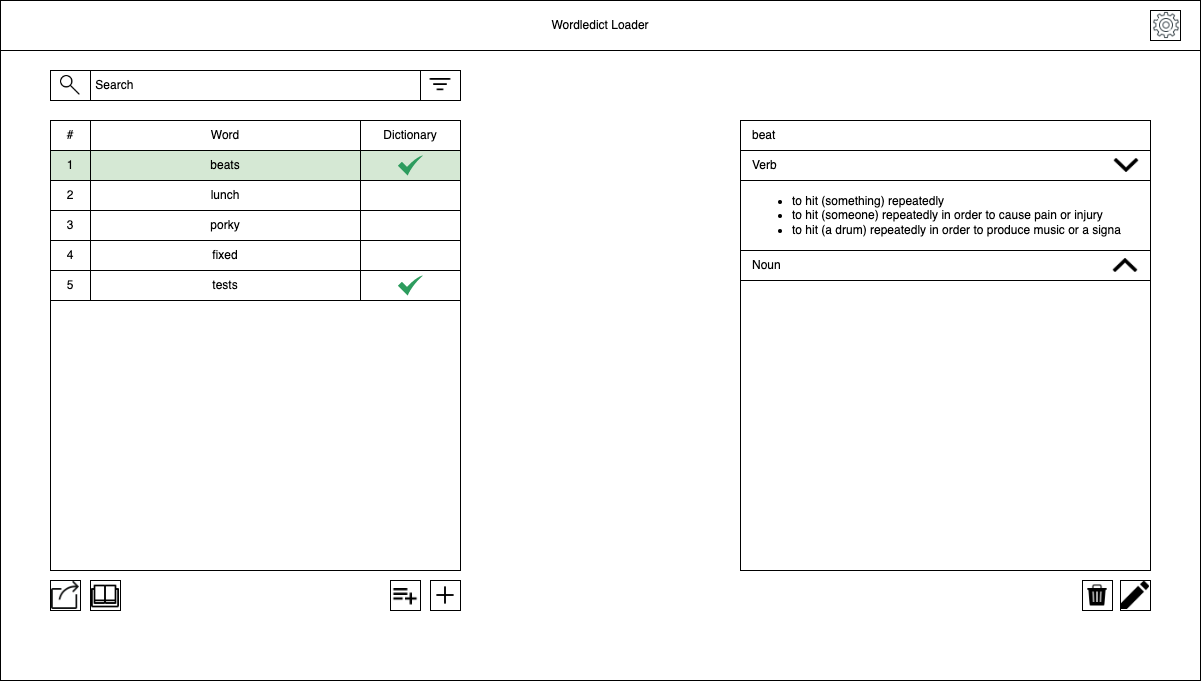 Wordledict Loader
Search
# Word Dictionary
1 beats
2 lunch
3 porky
4 fixed
5 tests
beat
Verb
• to hit (something) repeatedly
• to hit (someone) repeatedly in order to cause pain or injury
• to hit (a drum) repeatedly in order to produce music or a signa
Noun